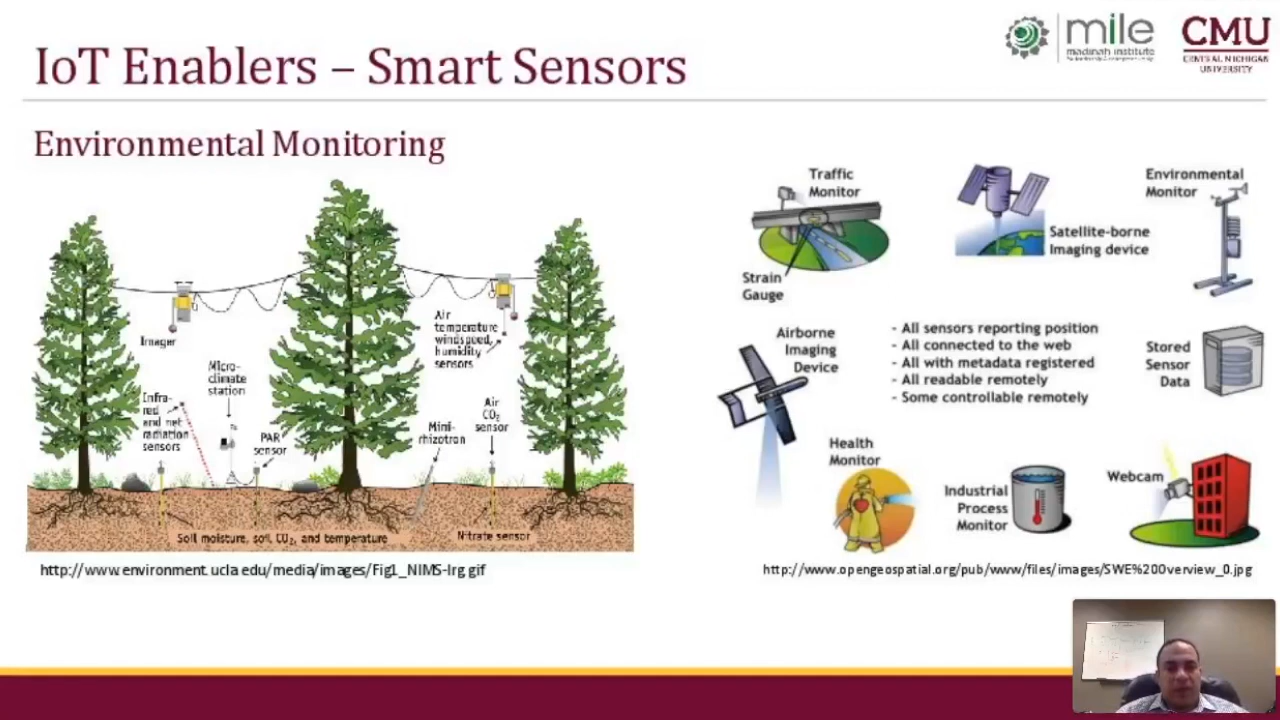 IoT Enablers – Smart Sensors
mile
madinah institute
CMU
CENTRAL MICHIGAN
UNIVERSITY
Environmental Monitoring
Imager
Micro-
climate
station
Infra-
red
and net
radiation
sensors
PAR
sensor
Air
temperature
windspeed,
humidity
sensors
Mini-
rhizotron
Air
CO₂
sensor
Soil moisture, soil CO₂, and temperature
Nitrate sensor
http://www.environment.ucla.edu/media/images/Fig1_NIMS-lrg.gif
Traffic
Monitor
Strain
Gauge
Satellite-borne
Imaging device
Environmental
Monitor
Airborne
Imaging
Device
- All sensors reporting position
- All connected to the web
- All with metadata registered
- All readable remotely
- Some controllable remotely
Stored
Sensor
Data
Health
Monitor
Industrial
Process
Monitor
Webcam
http://www.opengeospatial.org/pub/www/files/images/SWE%20Overview_0.jpg